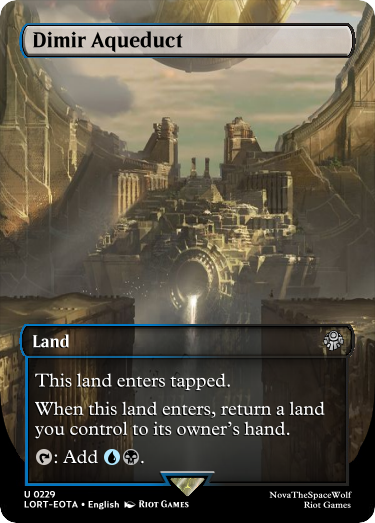 Dimir Aqueduct
Land
This land enters tapped.
When this land enters, return a land
you control to its owner's hand.
: Add .
U 0229
LORT-EOTA • English Riot Games
NovaTheSpaceWolf
Riot Games